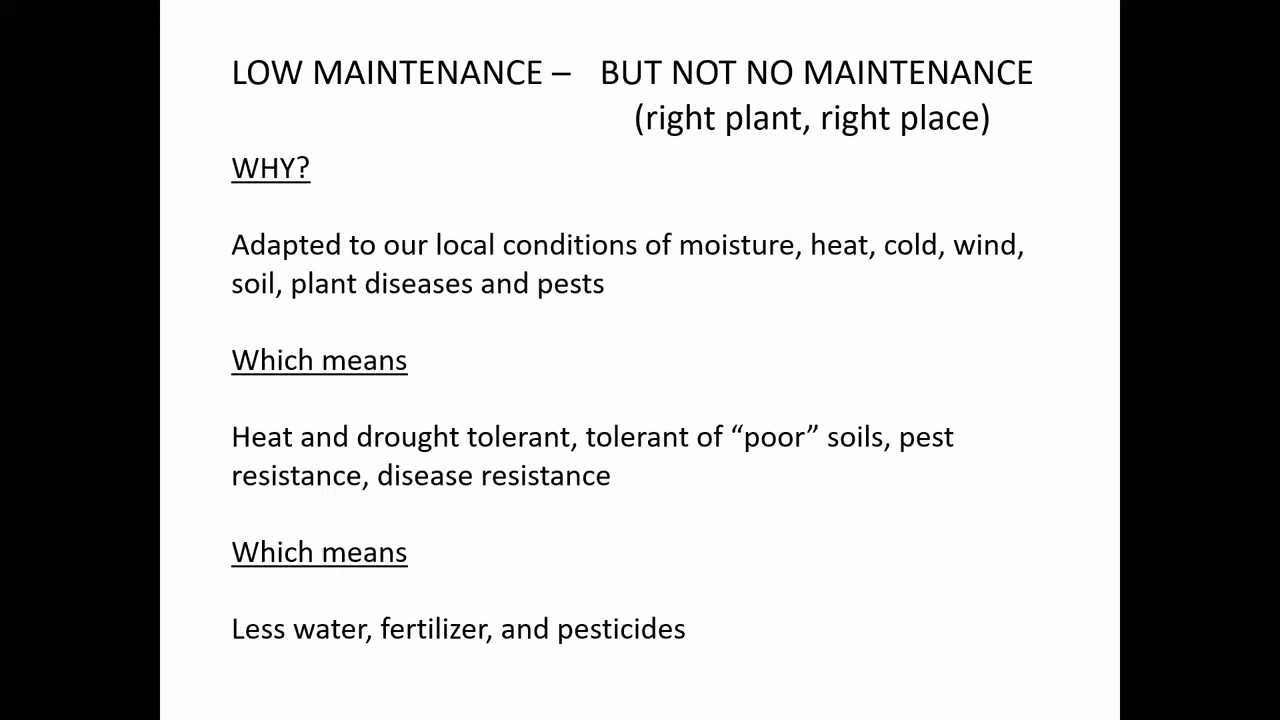 LOW MAINTENANCE – BUT NOT NO MAINTENANCE
(right plant, right place)
WHY?
Adapted to our local conditions of moisture, heat, cold, wind,
soil, plant diseases and pests
Which means
Heat and drought tolerant, tolerant of “poor” soils, pest
resistance, disease resistance
Which means
Less water, fertilizer, and pesticides